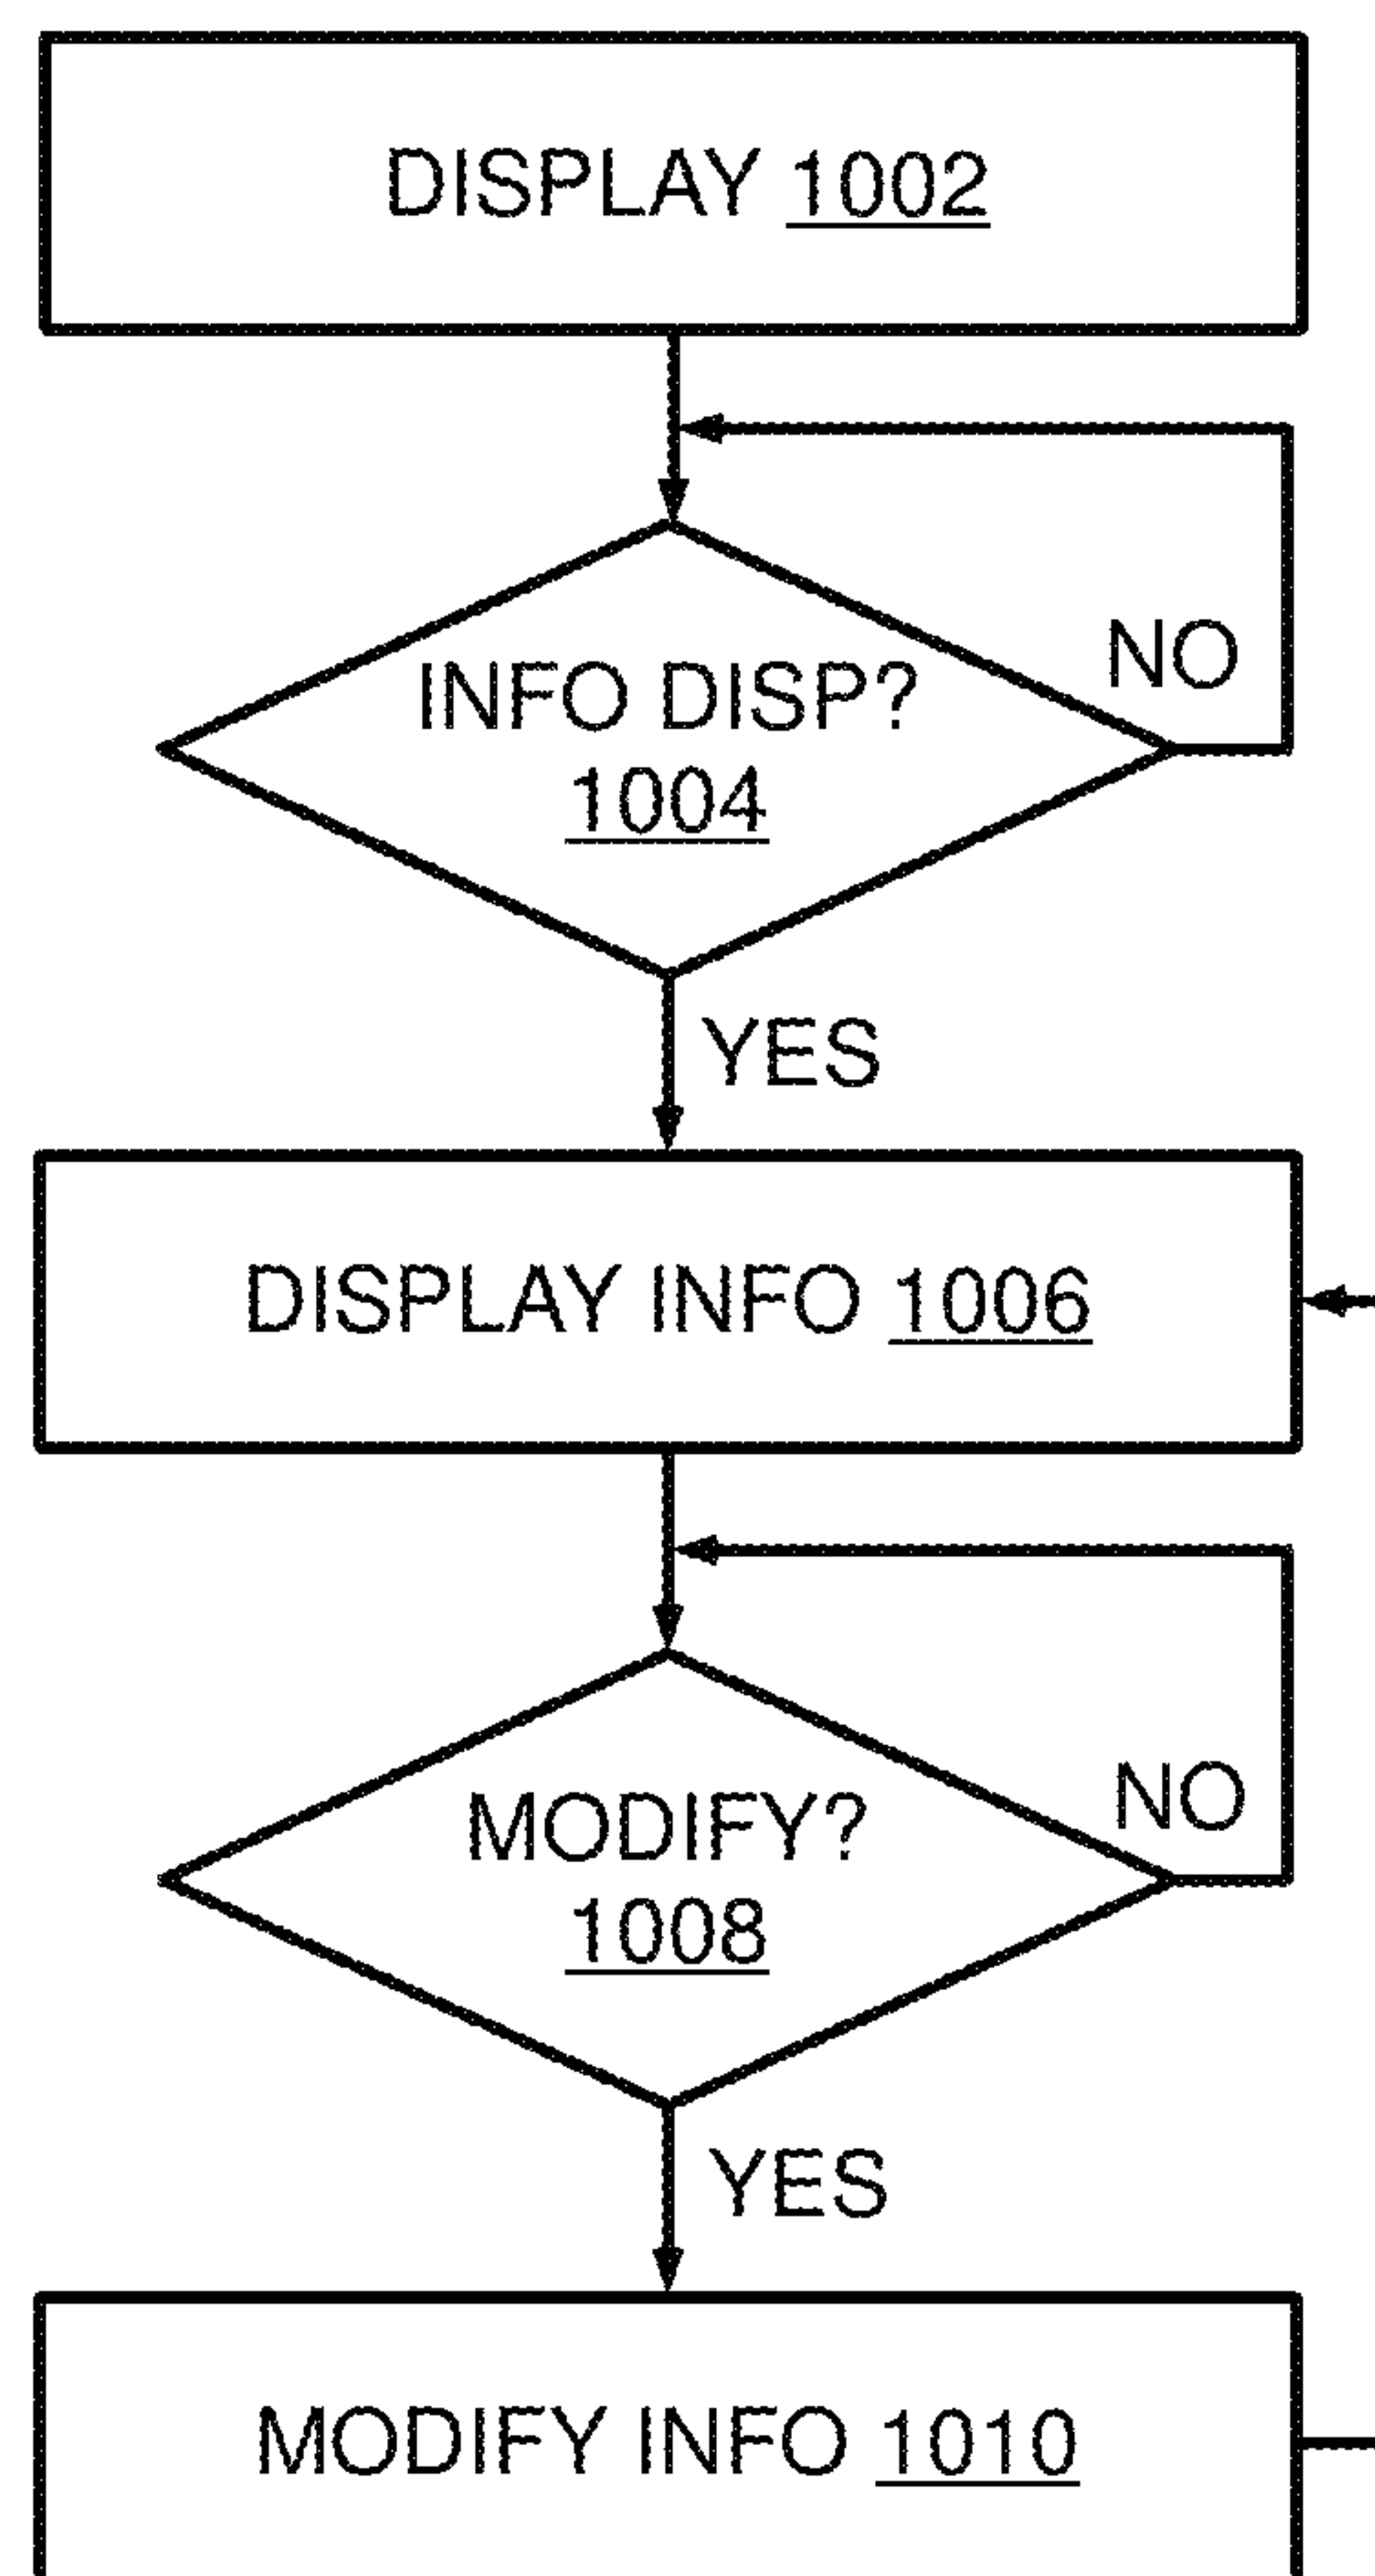 DISPLAY 1002
NO
INFO DISP?
1004
YES
DISPLAY INFO 1006
NO
MODIFY?
1008
YES
MODIFY INFO 1010